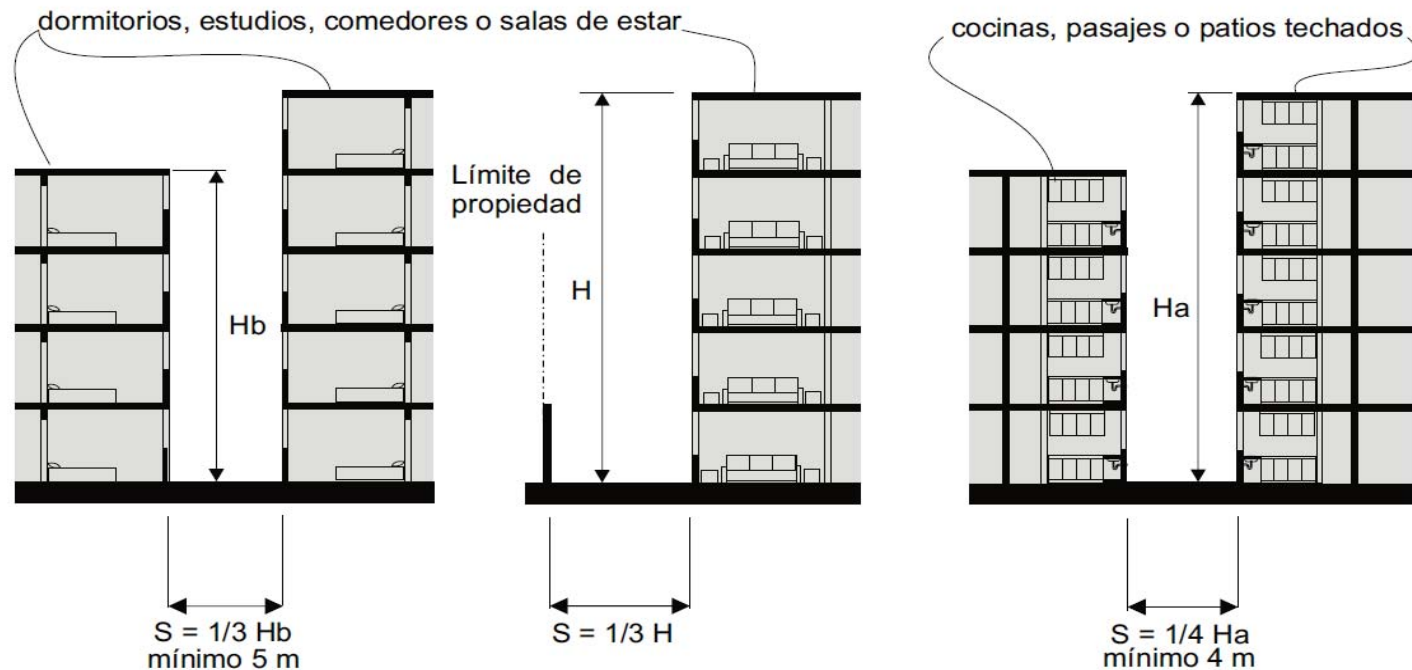 dormitorios, estudios, comedores o salas de estar
cocinas, pasajes o patios techados
Límite de
propiedad
Hb
H
Ha
S = 1/3 Hb
mínimo 5 m
S = 1/3 H
S = 1/4 Ha
mínimo 4 m